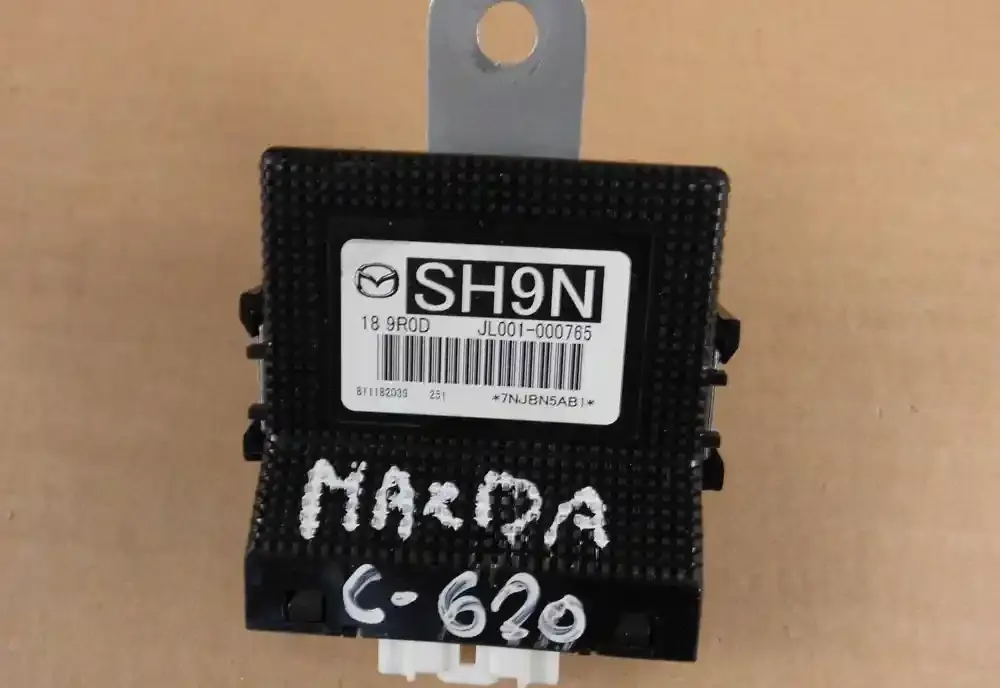 SH9N
18 9R0D JL001-000765
BY1182039 251 *7NJBN5AB1*
MAZDA
C-620